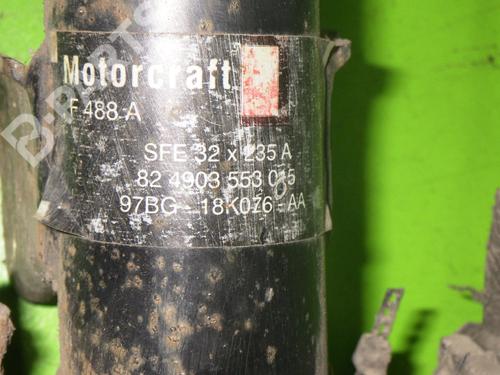 Motorcraft
F 488 A
SFE 32 x 235 A
82 4903 553 015
97BG - 18K076 - AA